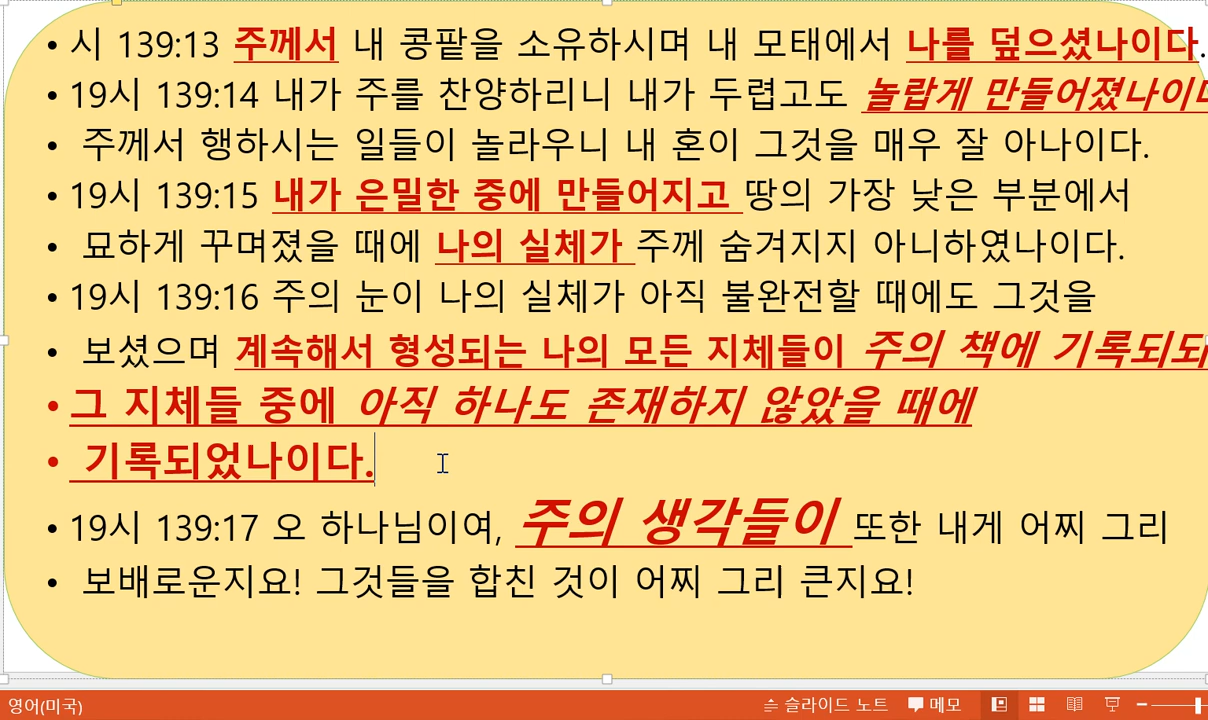 • 시 139:13 주께서 내 콩팥을 소유하시며 내 모태에서 나를 덮으셨나이다.
• 19시 139:14 내가 주를 찬양하리니 내가 두렵고도 놀랍게 만들어졌나이다
• 주께서 행하시는 일들이 놀라우니 내 혼이 그것을 매우 잘 아나이다.
• 19시 139:15 내가 은밀한 중에 만들어지고 땅의 가장 낮은 부분에서
• 묘하게 꾸며졌을 때에 나의 실체가 주께 숨겨지지 아니하였나이다.
• 19시 139:16 주의 눈이 나의 실체가 아직 불완전할 때에도 그것을
• 보셨으며 계속해서 형성되는 나의 모든 지체들이 주의 책에 기록되되
• 그 지체들 중에 아직 하나도 존재하지 않았을 때에
• 기록되었나이다.
• 19시 139:17 오 하나님이여, 주의 생각들이 또한 내게 어찌 그리
• 보배로운지요! 그것들을 합친 것이 어찌 그리 큰지요!
영어(미국) 슬라이드 노트 메모